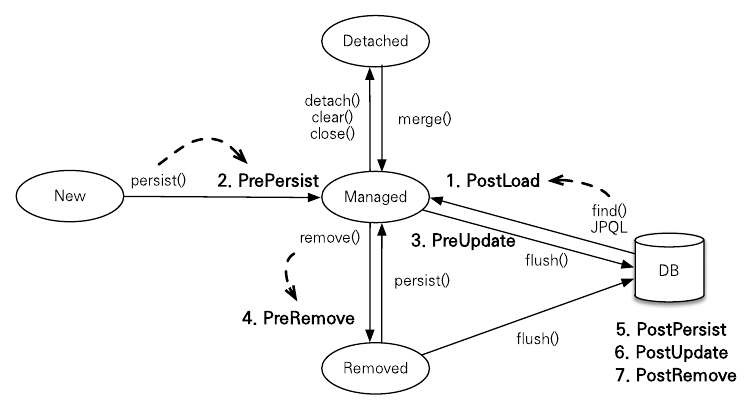 Detached
detach()
clear()
close()
merge()
New
persist()
2. PrePersist
Managed
1. PostLoad
find()
JPQL
remove()
3. PreUpdate
flush()
DB
persist()
4. PreRemove
flush()
Removed
5. PostPersist
6. PostUpdate
7. PostRemove